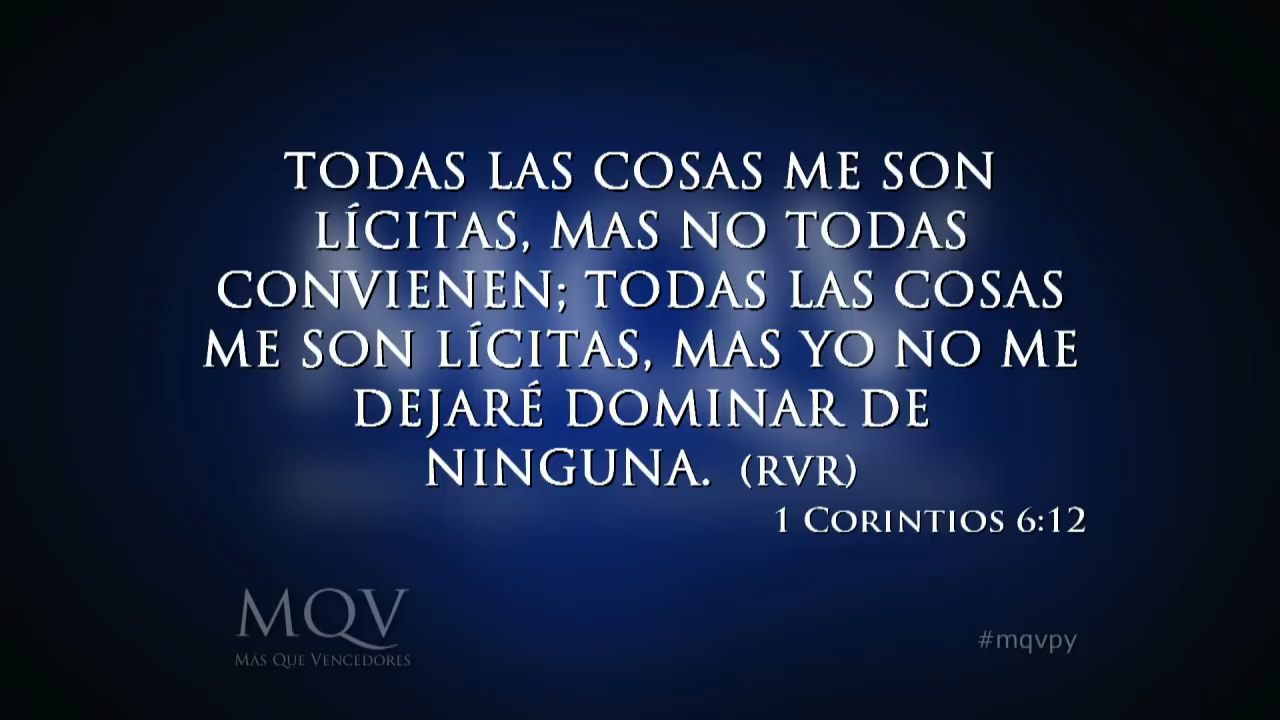 TODAS LAS COSAS ME SON
LÍCITAS, MAS NO TODAS
CONVIENEN; TODAS LAS COSAS
ME SON LÍCITAS, MAS YO NO ME
DEJARÉ DOMINAR DE
NINGUNA. (RVR)
1 CORINTIOS 6:12
MQV
MÁS QUE VENCEDORES
#mqvpy